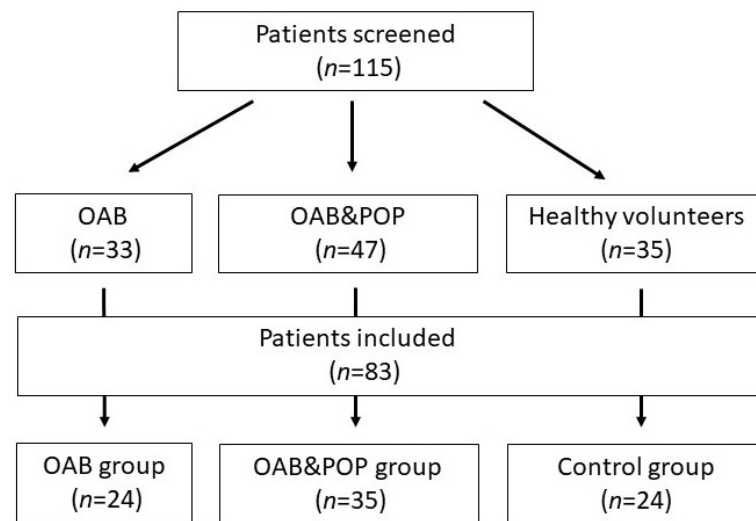 Patients screened
(n=115)
OAB
(n=33)
OAB&POP
(n=47)
Healthy volunteers
(n=35)
Patients included
(n=83)
OAB group
(n=24)
OAB&POP group
(n=35)
Control group
(n=24)